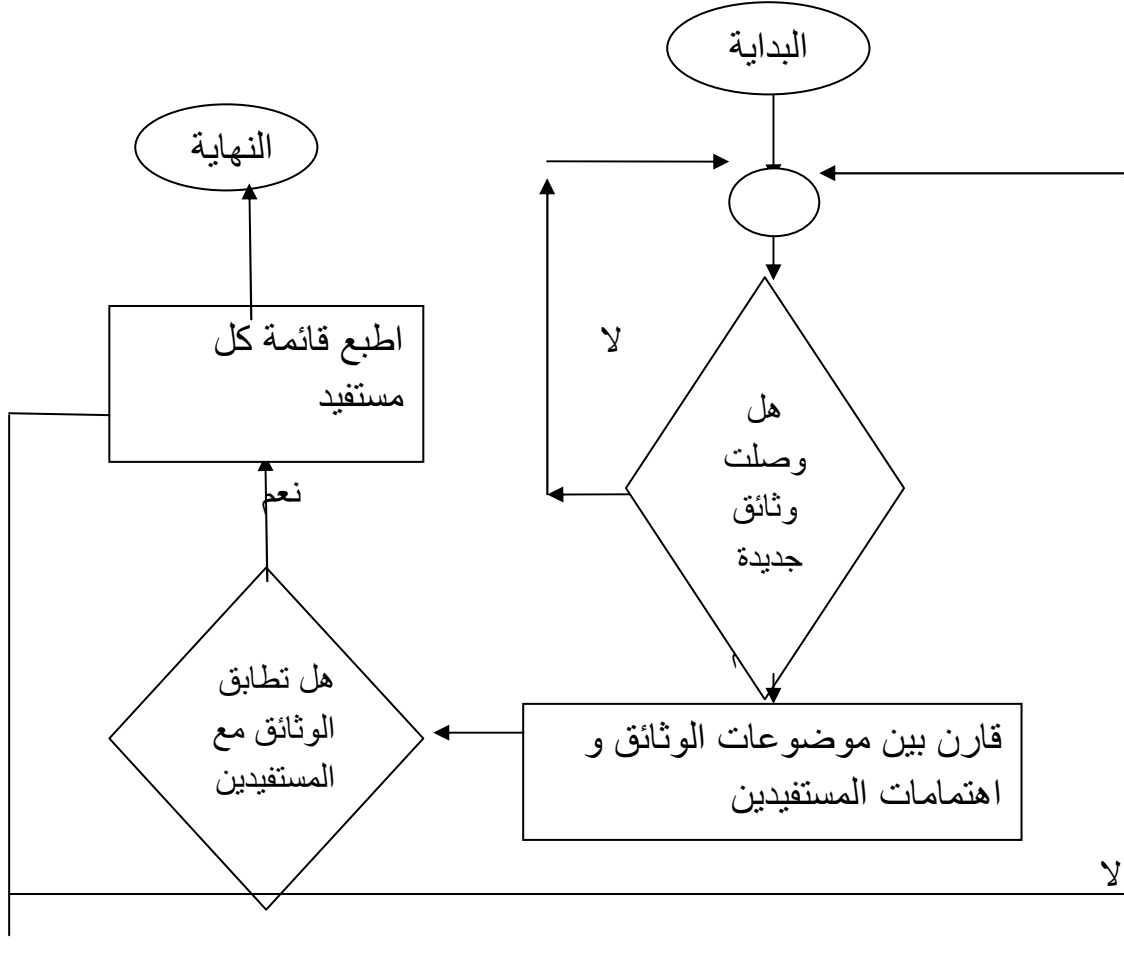 البداية
النهاية
لا
اطبع قائمة كل
مستفيد
هل
وصلت
وثائق
جديدة
نعم
هل تطابق
الوثائق مع
المستفيدين
قارن بين موضوعات الوثائق و
اهتمامات المستفيدين
لا